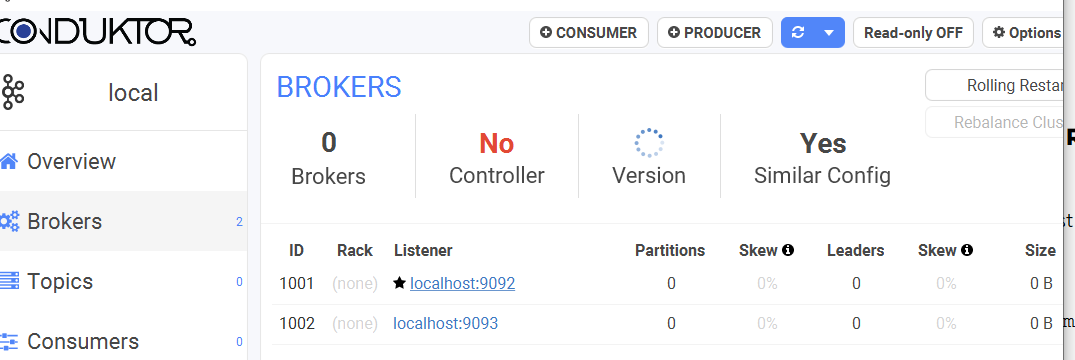 CONDUKTOR
CONSUMER
PRODUCER
Read-only OFF
Options
local
Overview
Brokers 2
Topics 0
Consumers 0
BROKERS
Rolling Restar
Rebalance Clus
0
Brokers
No
Controller
Version
Yes
Similar Config
ID Rack Listener Partitions Skew Leaders Skew Size
1001 (none) localhost:9092 0 0% 0 0% 0 B
1002 (none) localhost:9093 0 0% 0 0% 0 B